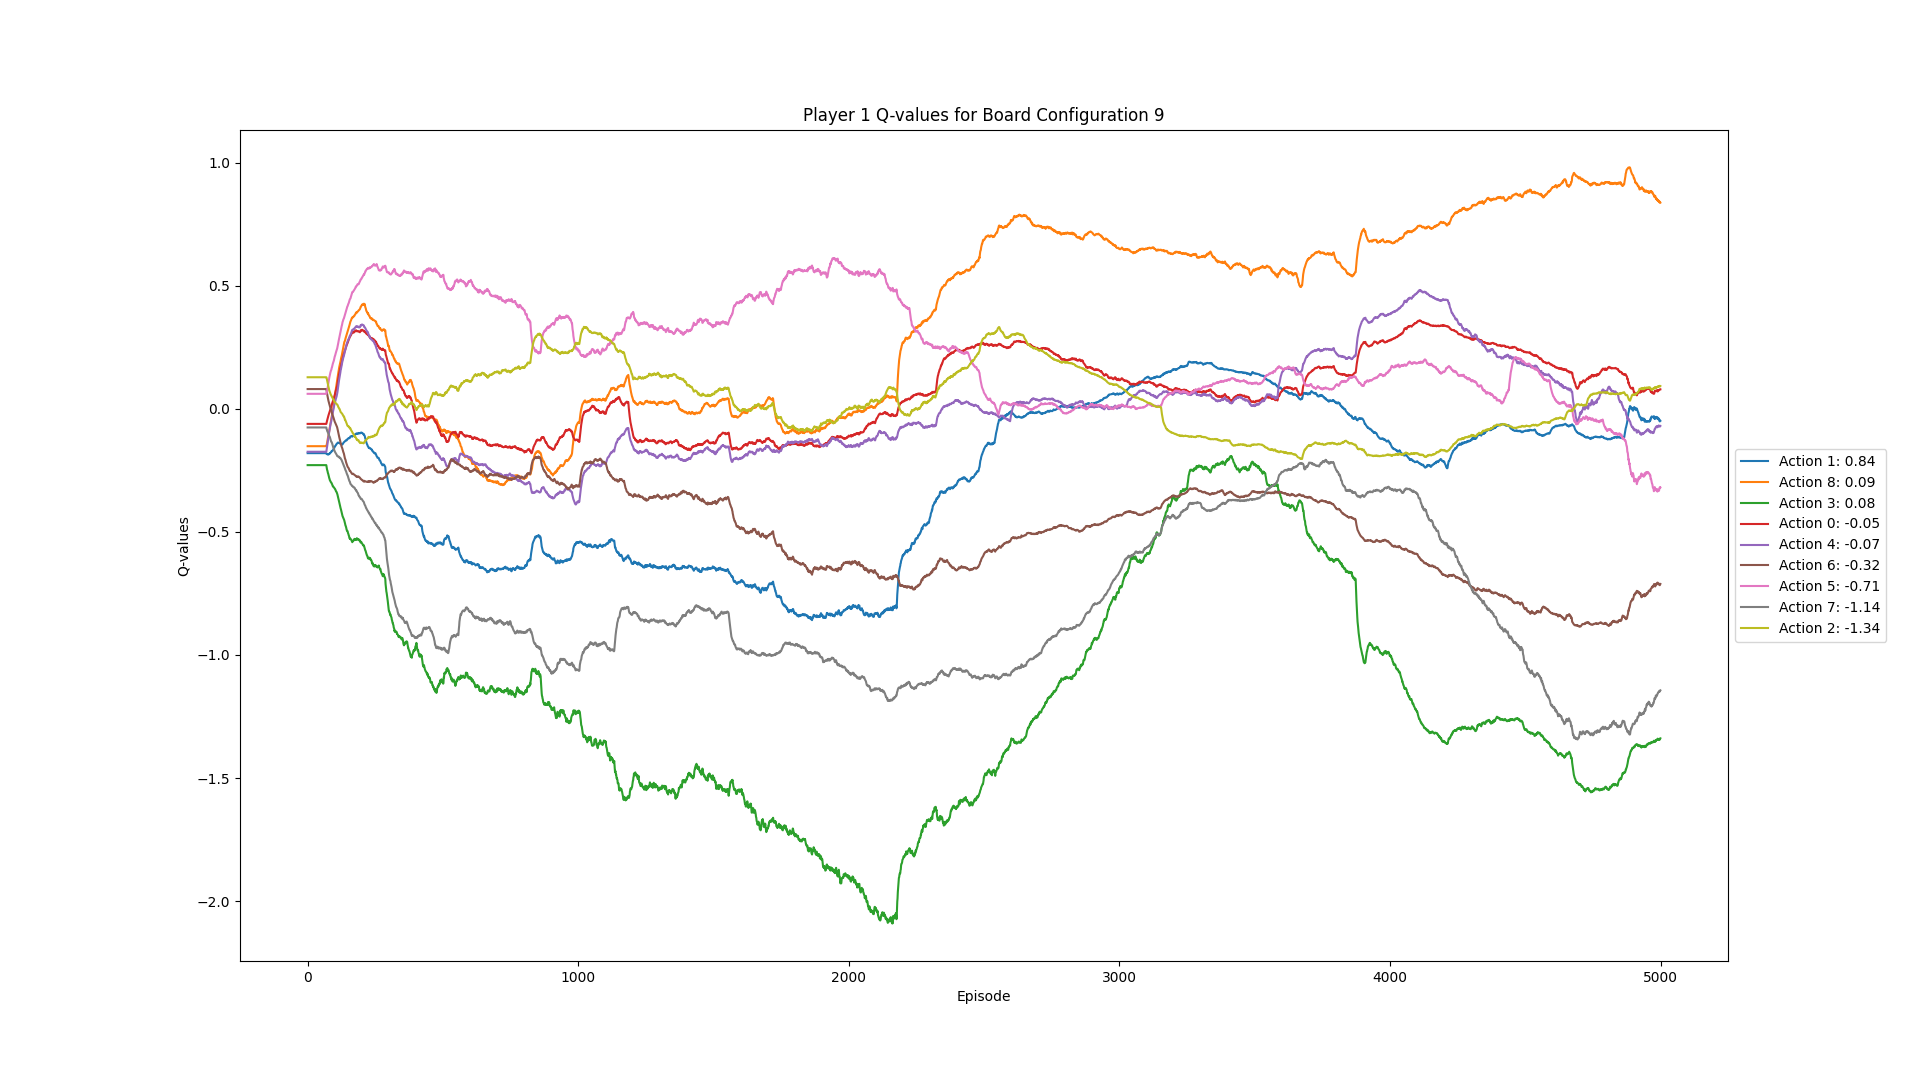 Player 1 Q-values for Board Configuration 9
1.0
0.5
0.0
−0.5
−1.0
−1.5
−2.0
Q-values
0 1000 2000 3000 4000 5000
Episode
Action 1: 0.84
Action 8: 0.09
Action 3: 0.08
Action 0: -0.05
Action 4: -0.07
Action 6: -0.32
Action 5: -0.71
Action 7: -1.14
Action 2: -1.34